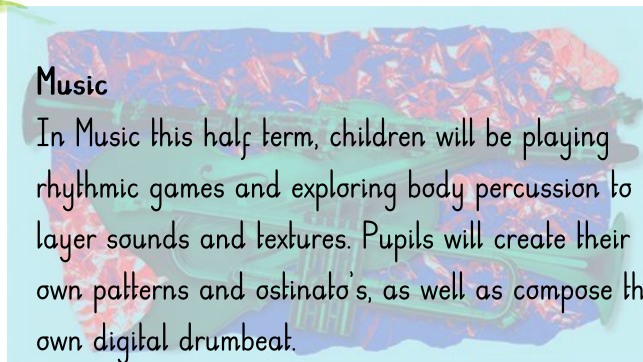 Music
In Music this half term, children will be playing
rhythmic games and exploring body percussion to
layer sounds and textures. Pupils will create their
own patterns and ostinato's, as well as compose th
own digital drumbeat.